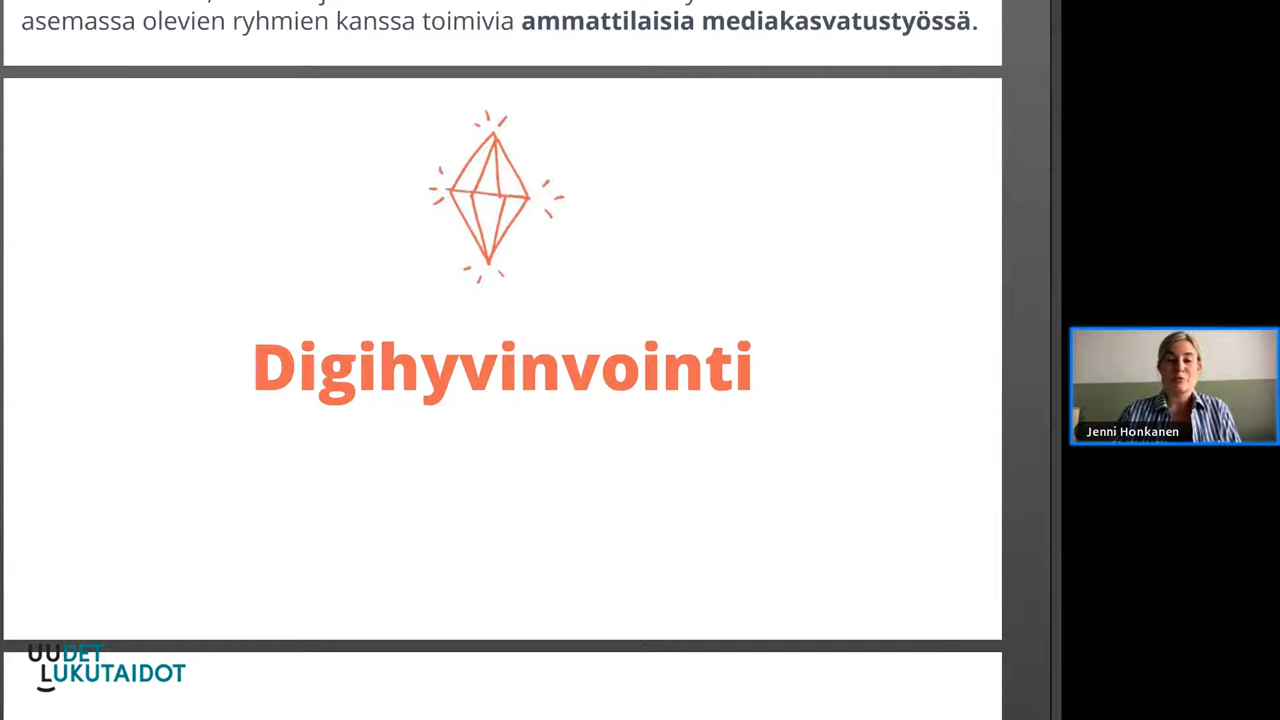 asemassa olevien ryhmien kanssa toimivia ammattilaisia mediakasvatustyössä.
Digihyvinvointi
Jenni Honkanen
UUDET
LUKUTAIDOT